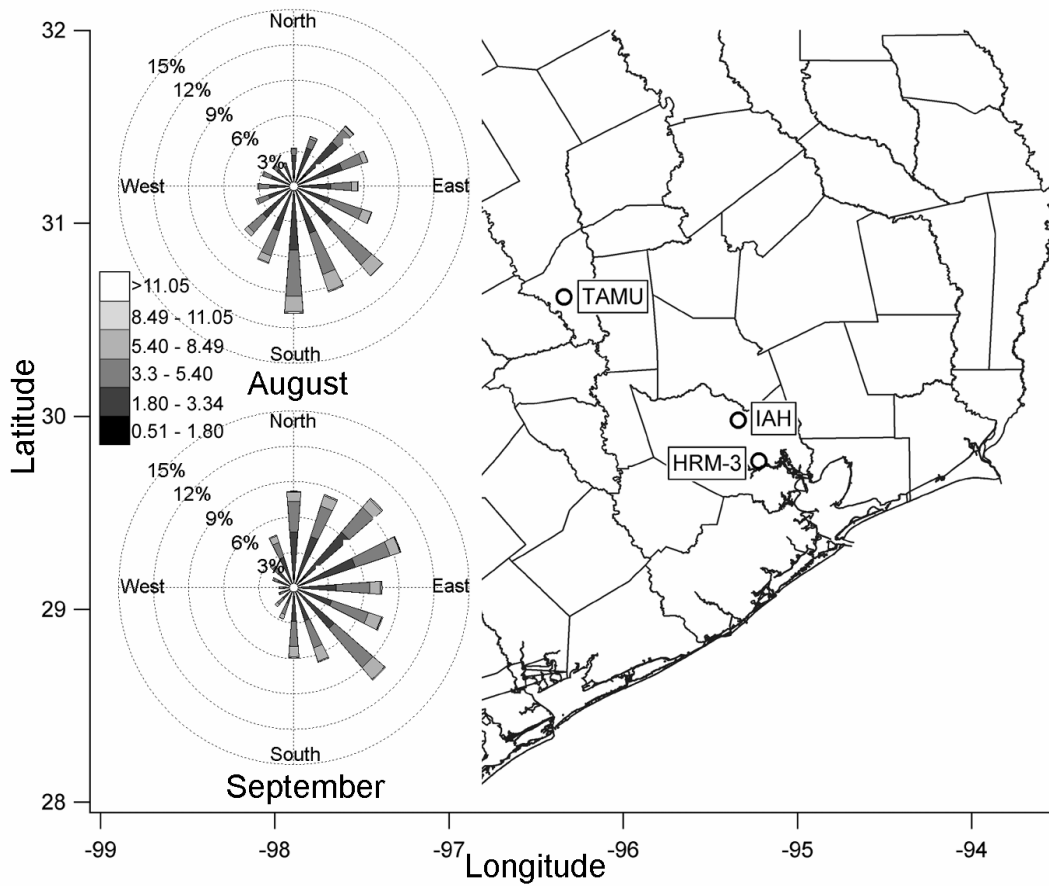 32
31
30
29
28
Latitude
North
15%
12%
9%
6%
3%
West
East
South
August
>11.05
8.49 - 11.05
5.40 - 8.49
3.3 - 5.40
1.80 - 3.34
0.51 - 1.80
North
15%
12%
9%
6%
3%
West
East
South
September
TAMU
IAH
HRM-3
-99
-98
-97
-96
-95
-94
Longitude